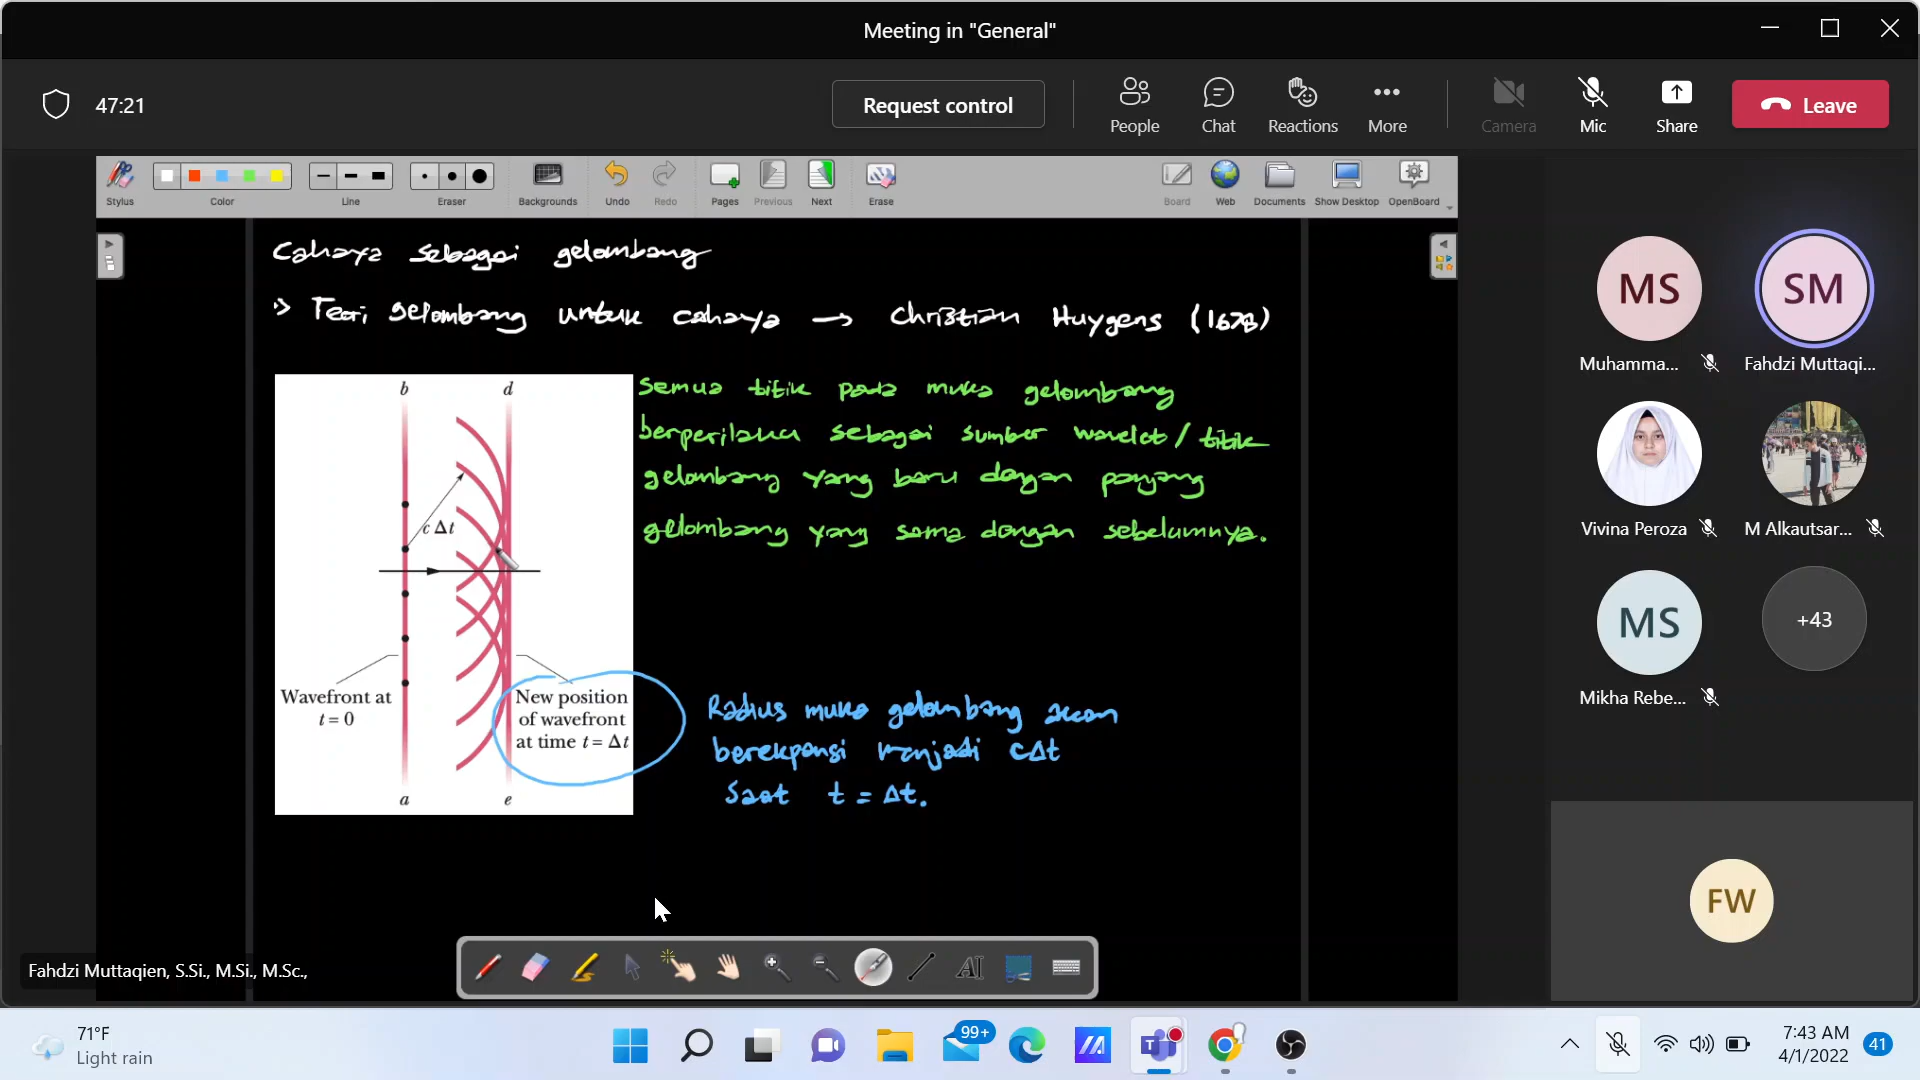 Meeting in "General"
47:21
Request control
People
Chat
Reactions
More
Camera
Mic
Share
Leave
Stylus
Color
Line
Eraser
Backgrounds
Undo
Redo
Pages
Previous
Next
Erase
Board
Web
Documents
Show Desktop
OpenBoard
Cahaya sebagai gelombang
Teori gelombang untuk cahaya → Christian Huygens (1678)
b
d
c Δt
Wavefront at
t = 0
New position
of wavefront
at time t = Δt
a
e
Semua titik pada muka gelombang
berperilaku sebagai sumber wavelet / titik
gelombang yang baru dengan panjang
gelombang yang sama dengan sebelumnya.
Radius muka gelombang akan
berekpansi menjadi cΔt
Saat t = Δt.
MS
Muhamma...
SM
Fahdzi Muttaqi...
Vivina Peroza
M Alkautsar...
MS
Mikha Rebe...
+43
FW
Fahdzi Muttaqien, S.Si., M.Si., M.Sc.,
AI
71°F
Light rain
99+
T
7:43 AM
4/1/2022
41